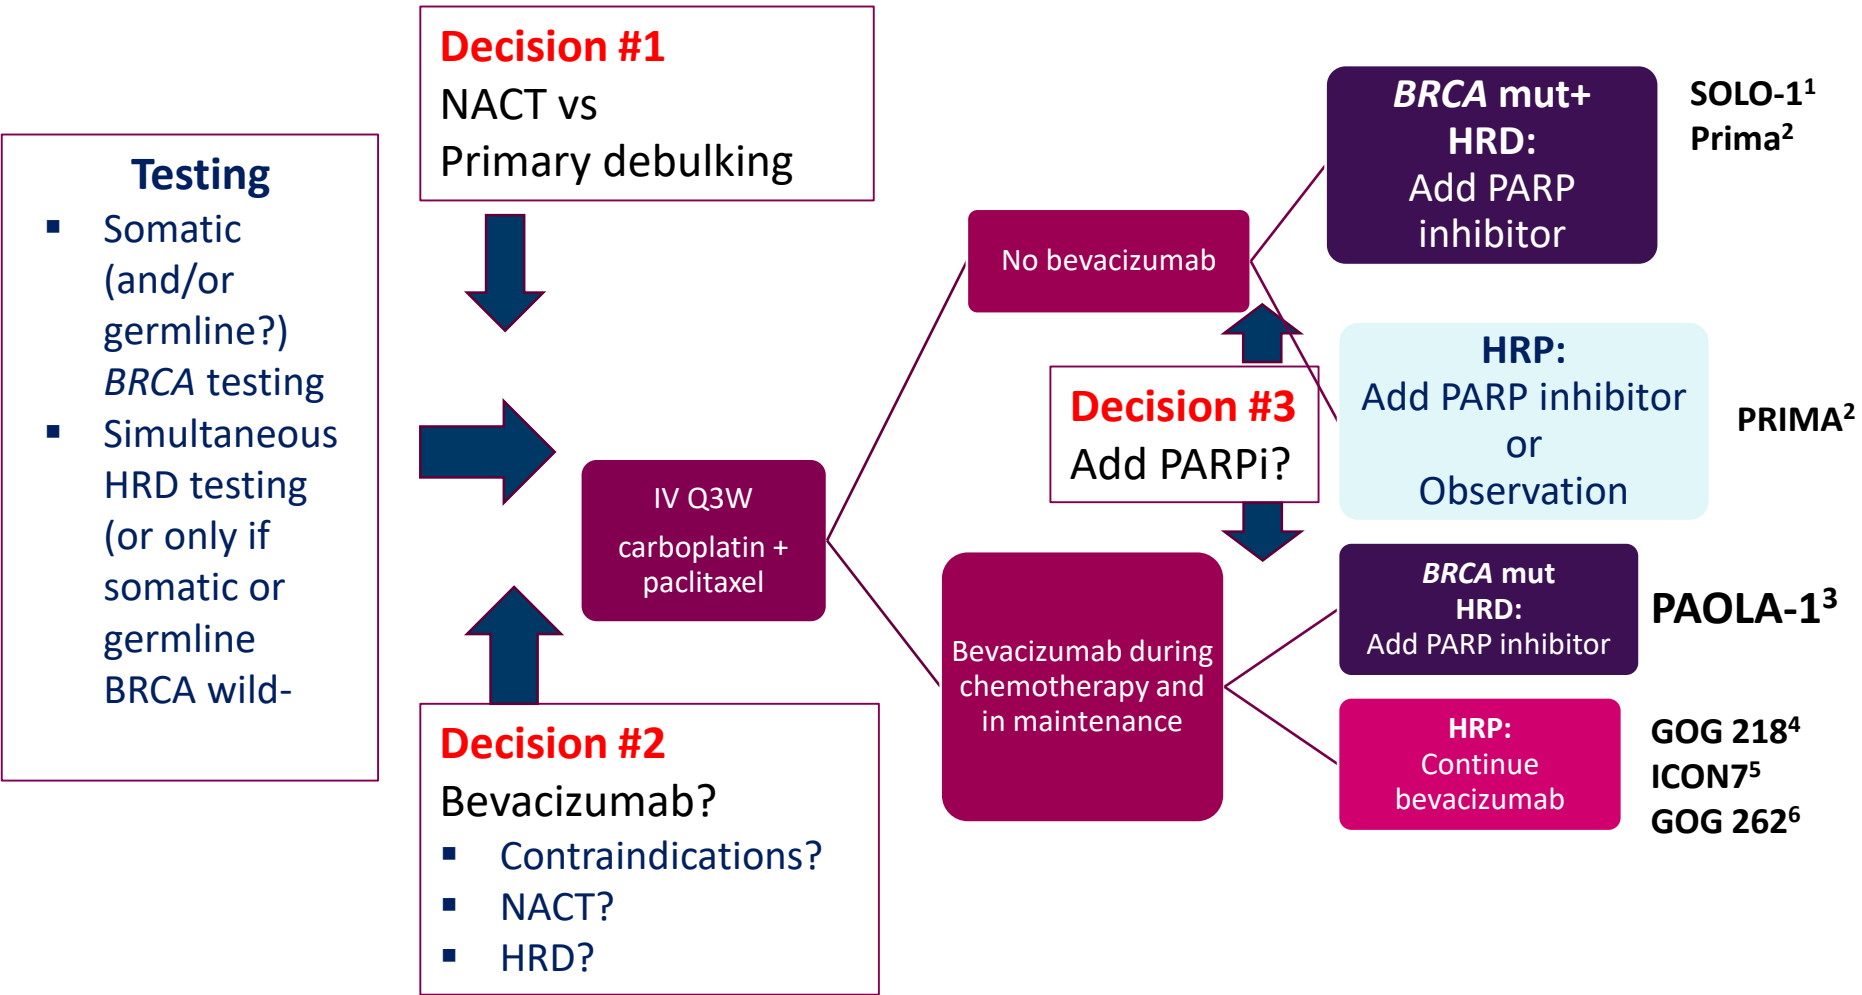 Testing
▪ Somatic
(and/or
germline?)
BRCA testing
▪ Simultaneous
HRD testing
(or only if
somatic or
germline
BRCA wild-
Decision #1
NACT vs
Primary debulking
Decision #2
Bevacizumab?
▪ Contraindications?
▪ NACT?
▪ HRD?
IV Q3W
carboplatin +
paclitaxel
No bevacizumab
Decision #3
Add PARPi?
Bevacizumab during
chemotherapy and
in maintenance
BRCA mut+
HRD:
Add PARP
inhibitor
SOLO-1¹
Prima²
HRP:
Add PARP inhibitor
or
Observation
PRIMA²
BRCA mut
HRD:
Add PARP inhibitor
PAOLA-1³
HRP:
Continue
bevacizumab
GOG 218⁴
ICON7⁵
GOG 262⁶